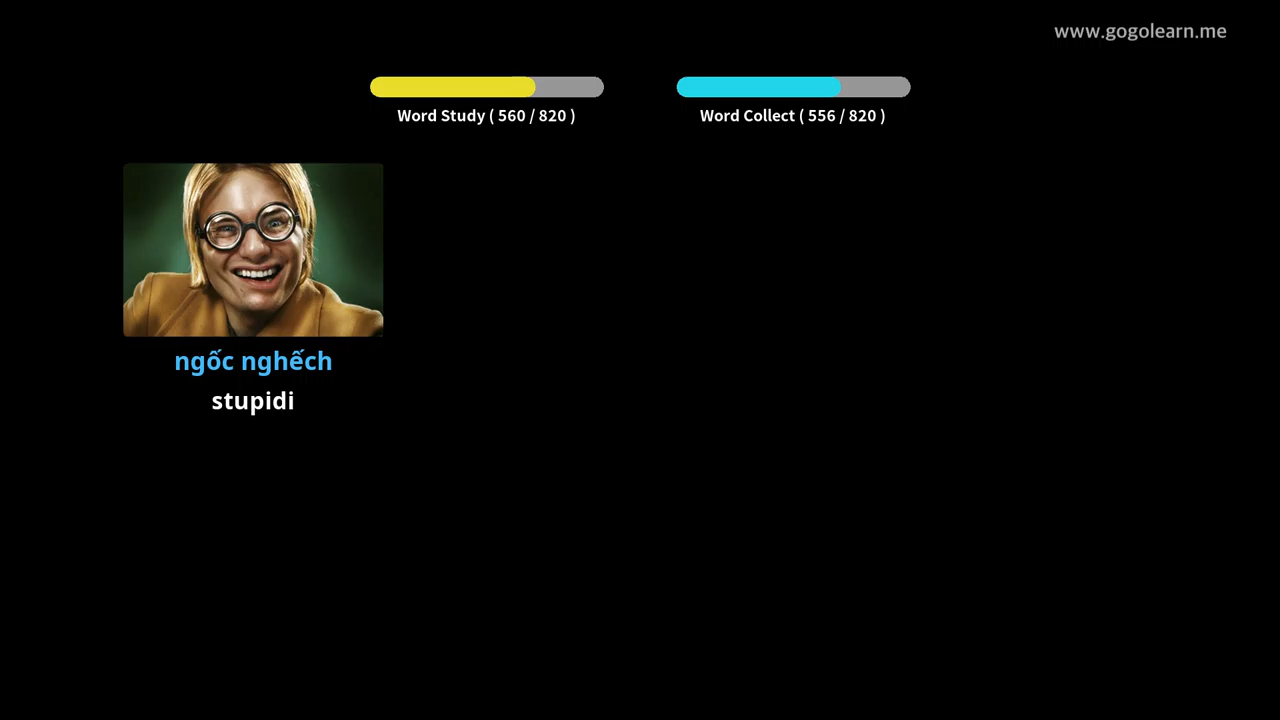 www.gogolearn.me
Word Study ( 560 / 820 )
Word Collect ( 556 / 820 )
ngốc nghếch
stupidi